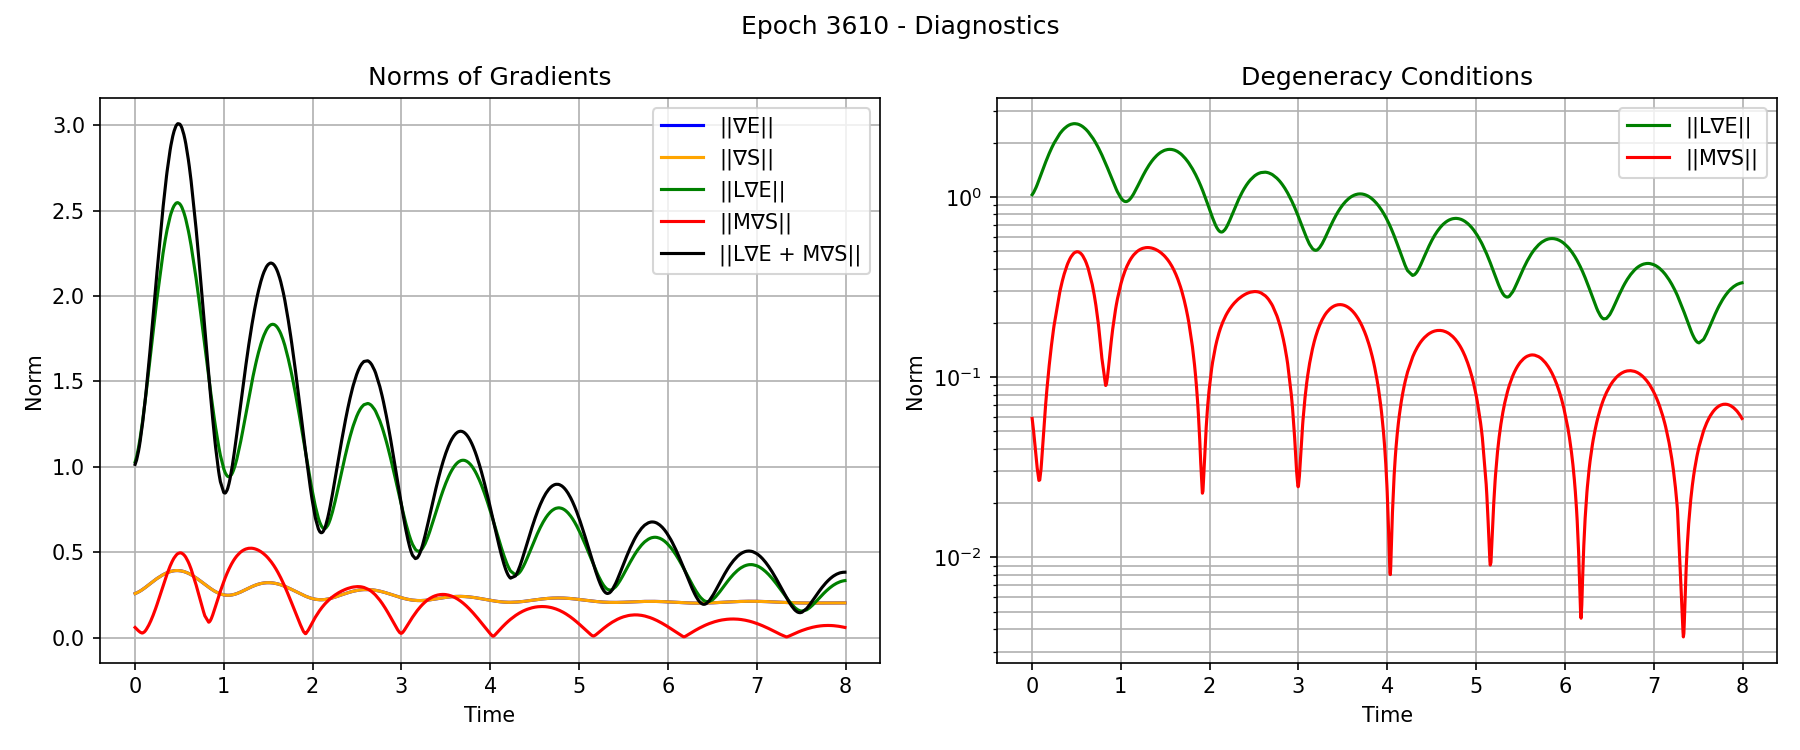 Epoch 3610 - Diagnostics
Norms of Gradients
Norm
3.0
2.5
2.0
1.5
1.0
0.5
0.0
||∇E||
||∇S||
||L∇E||
||M∇S||
||L∇E + M∇S||
0 1 2 3 4 5 6 7 8
Time
Degeneracy Conditions
Norm
10⁰
10⁻¹
10⁻²
||L∇E||
||M∇S||
0 1 2 3 4 5 6 7 8
Time